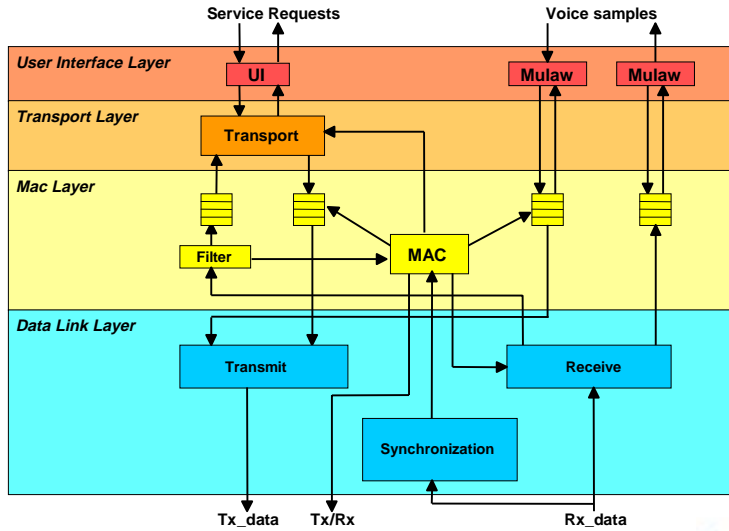 Service Requests
Voice samples
User Interface Layer
UI
Mulaw
Mulaw
Transport Layer
Transport
Mac Layer
Filter
MAC
Data Link Layer
Transmit
Receive
Synchronization
Tx_data
Tx/Rx
Rx_data